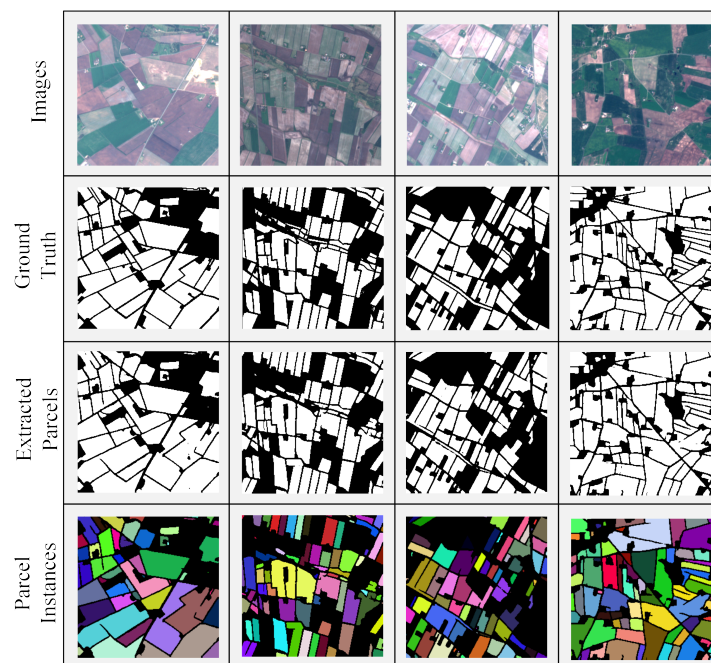 Images
Ground
Truth
Extracted
Parcels
Parcel
Instances